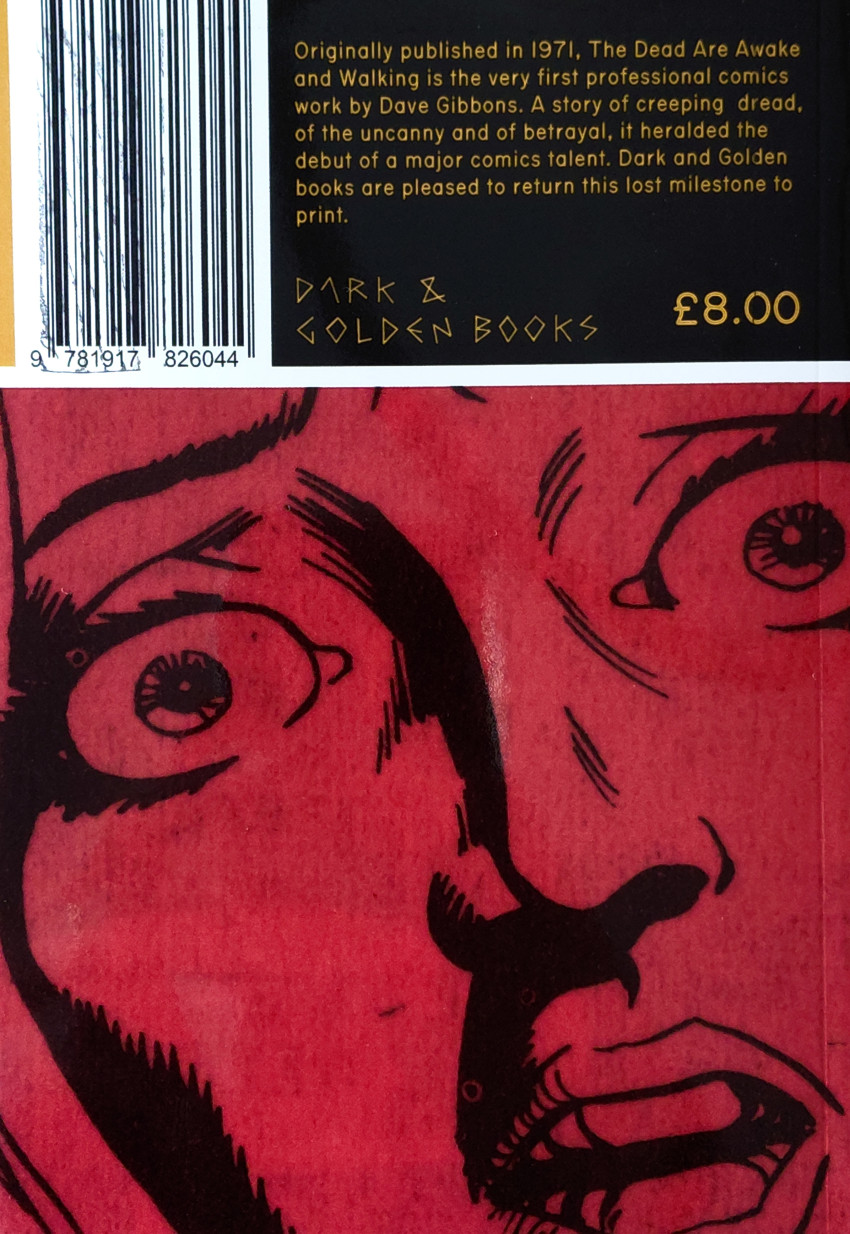 Originally published in 1971, The Dead Are Awake
and Walking is the very first professional comics
work by Dave Gibbons. A story of creeping dread,
of the uncanny and of betrayal, it heralded the
debut of a major comics talent. Dark and Golden
books are pleased to return this lost milestone to
print.
DARK &
GOLDEN BOOKS
£8.00
9 781917 826044